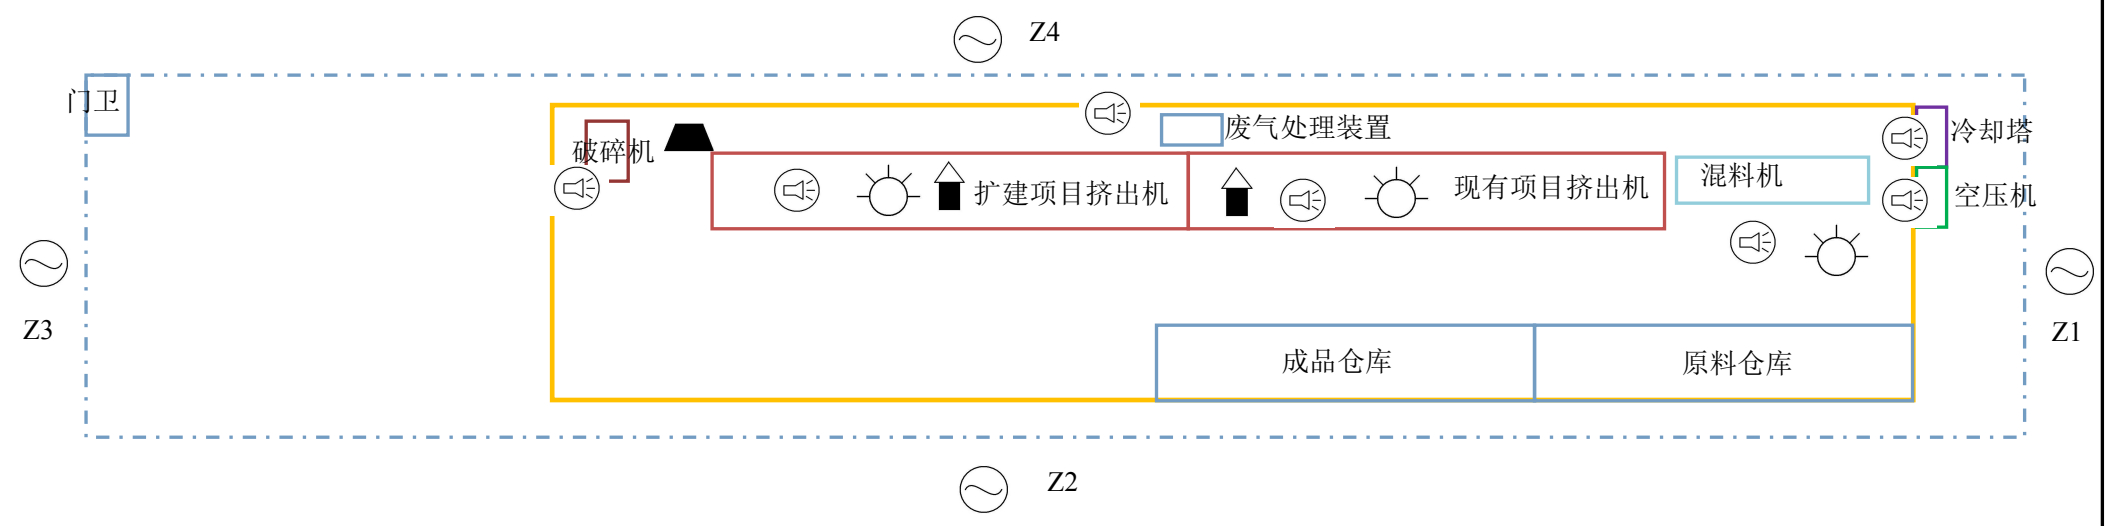 Z4
门卫
废气处理装置
冷却塔
破碎机
扩建项目挤出机
现有项目挤出机
混料机
空压机
Z3
Z1
成品仓库
原料仓库
Z2